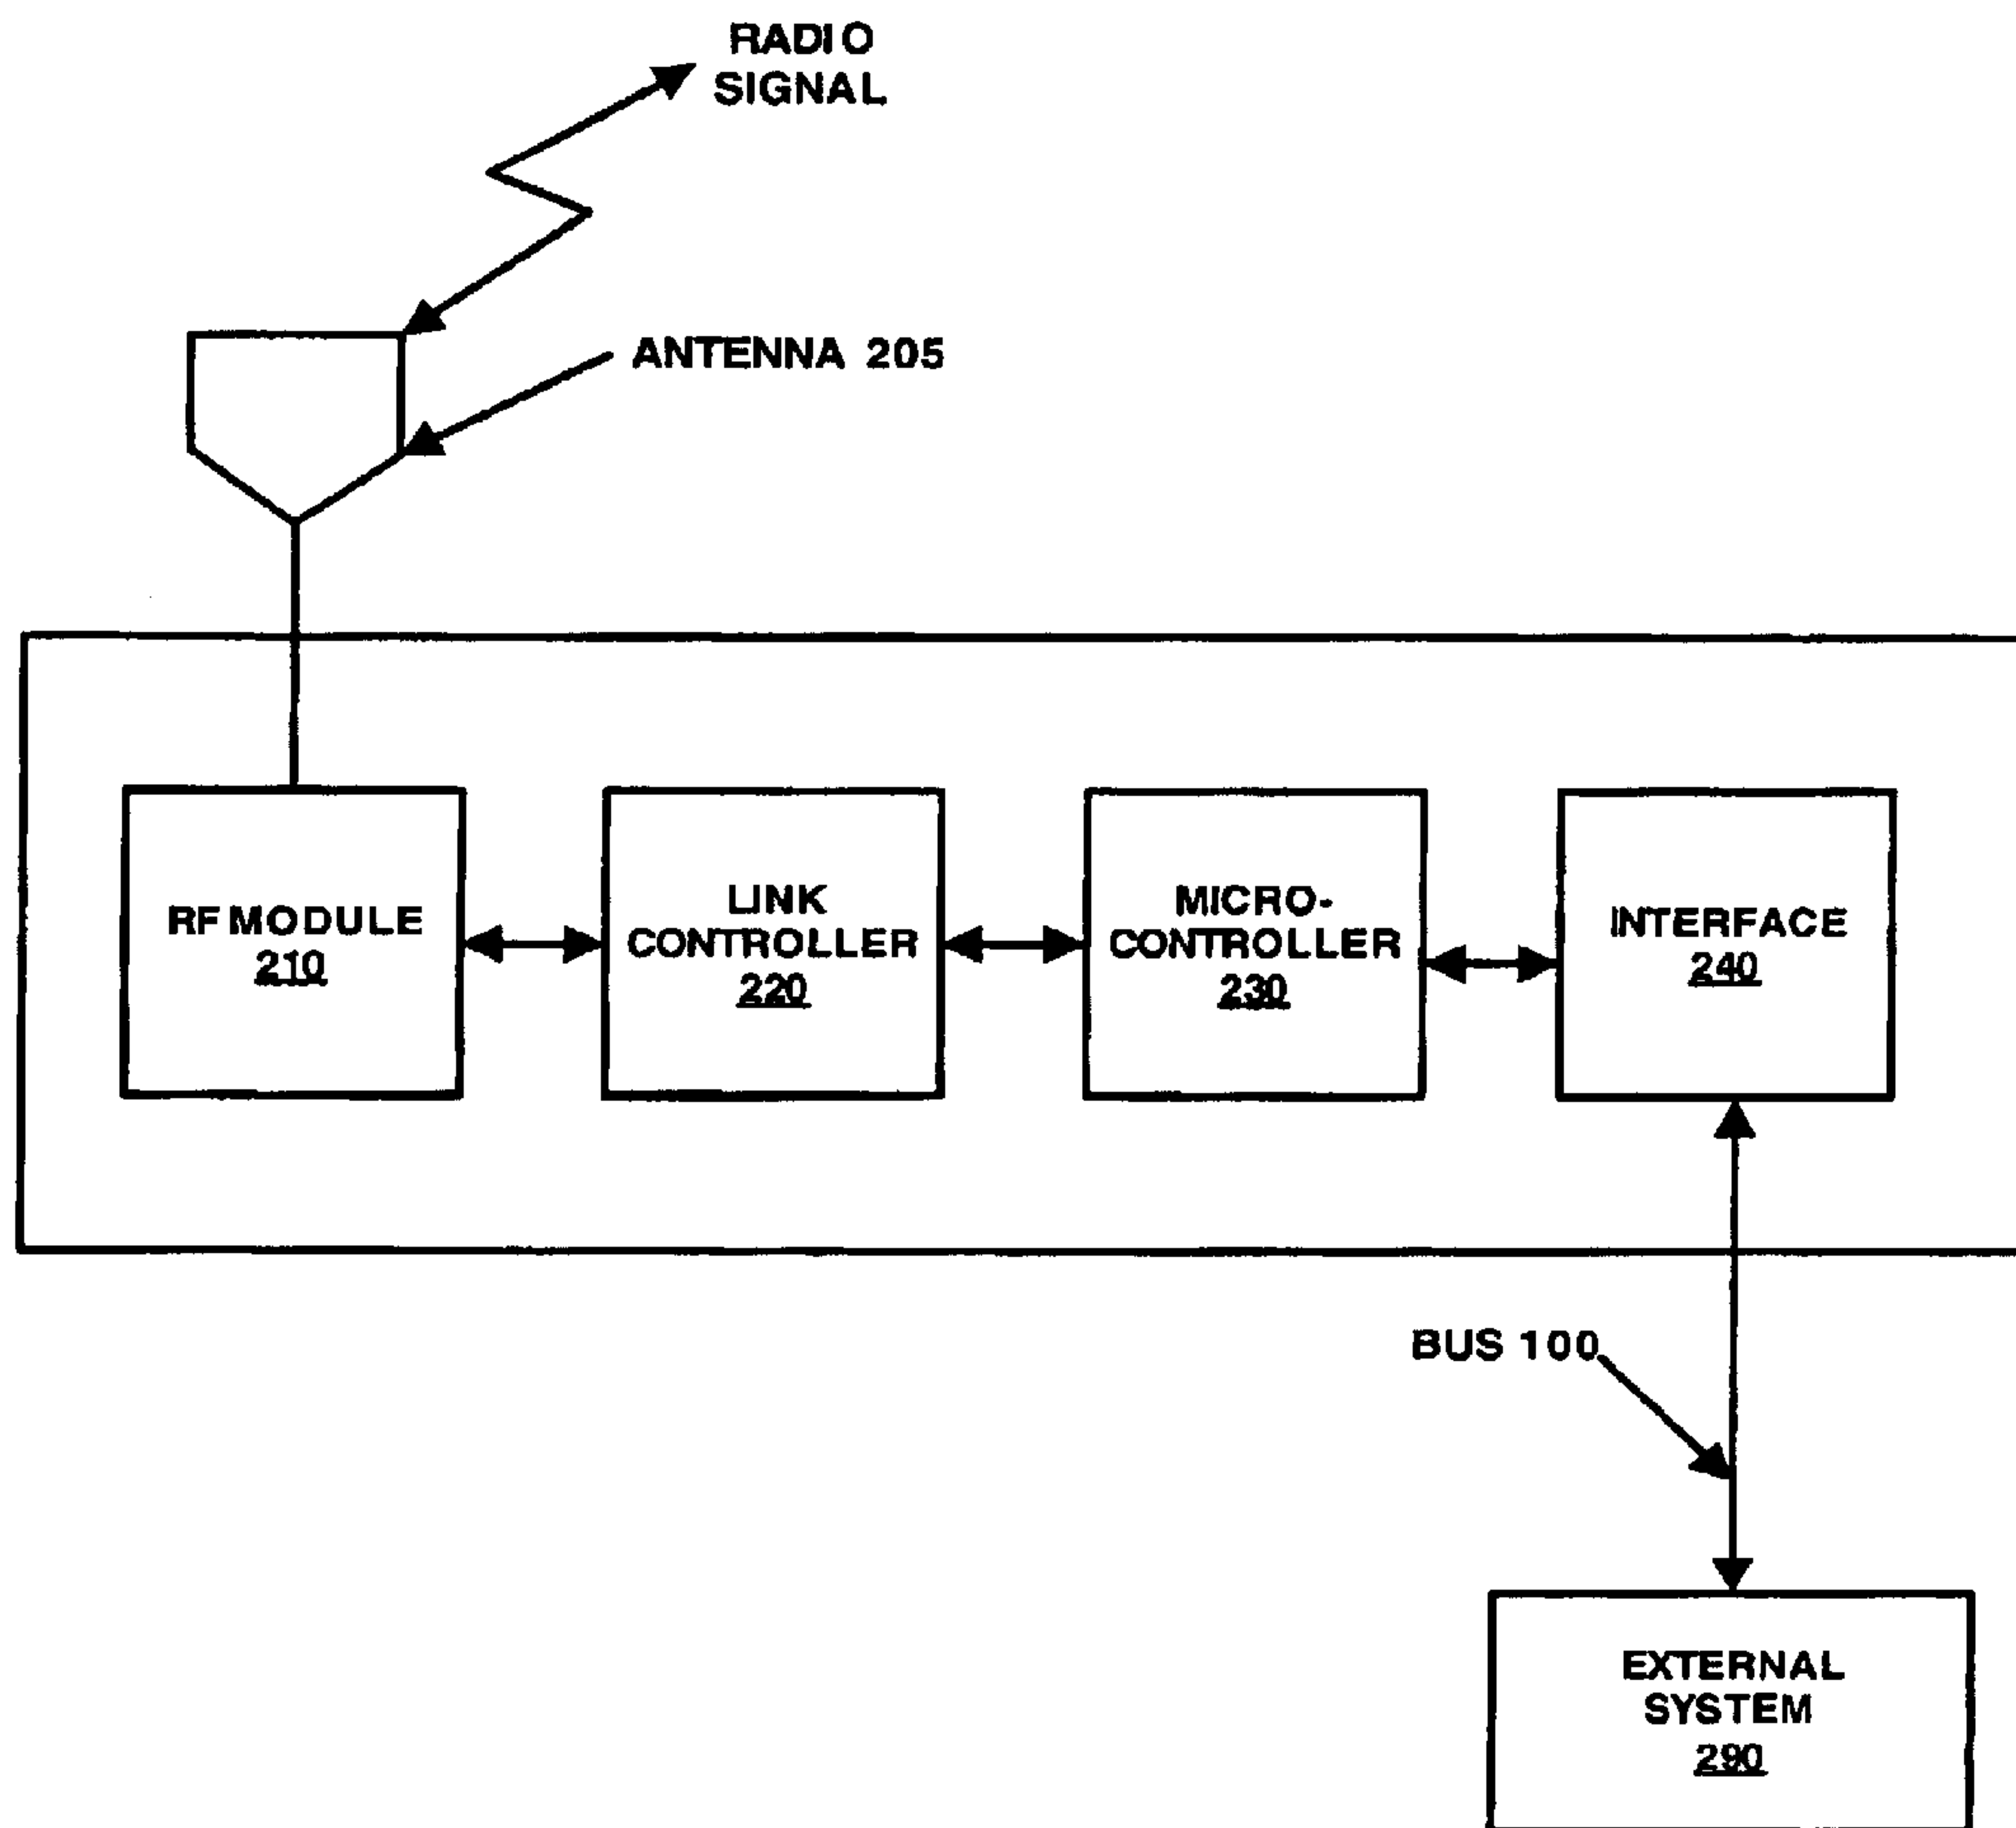 RADIO
SIGNAL
ANTENNA 205
RF MODULE
210
LINK
CONTROLLER
220
MICRO-
CONTROLLER
230
INTERFACE
240
BUS 100
EXTERNAL
SYSTEM
290